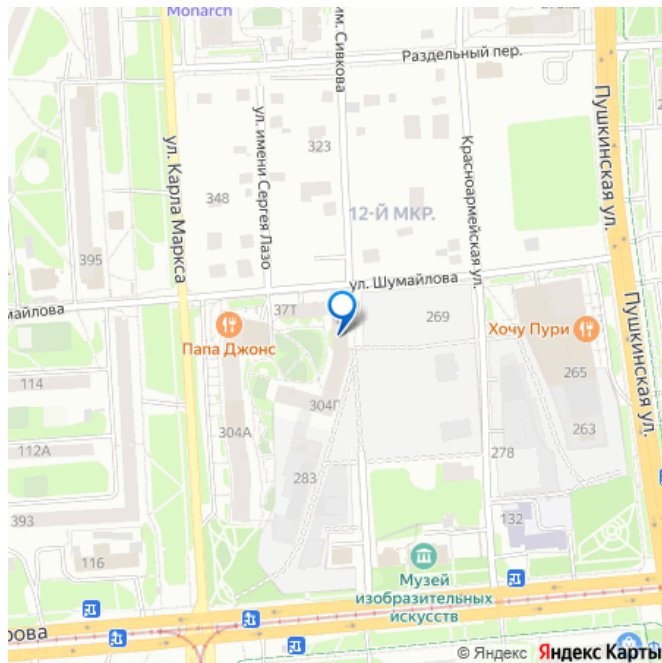 Monarch
им. Сивкова
Раздельный пер.
Пушкинская ул.
ул. имени Сергея Лазо
323
Красноармейская ул.
ул. Карла Маркса
348
12-Й МКР.
395
ул. Шумайлова
майлова
37Т
269
Хочу Пури
Пушкинская ул.
Папа Джонс
265
114
304Г
304А
263
112А
278
283
393
132
116
Музей
изобразительных
искусств
рова
© Яндекс Яндекс Карты